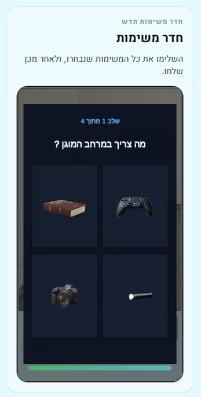 חדר משימות חדש
חדר משימות
השלימו את כל המשימות שנבחרו, ולאחר מכן
שלחו.
שלב 1 מתוך 4
מה צריך במרחב המוגן ?